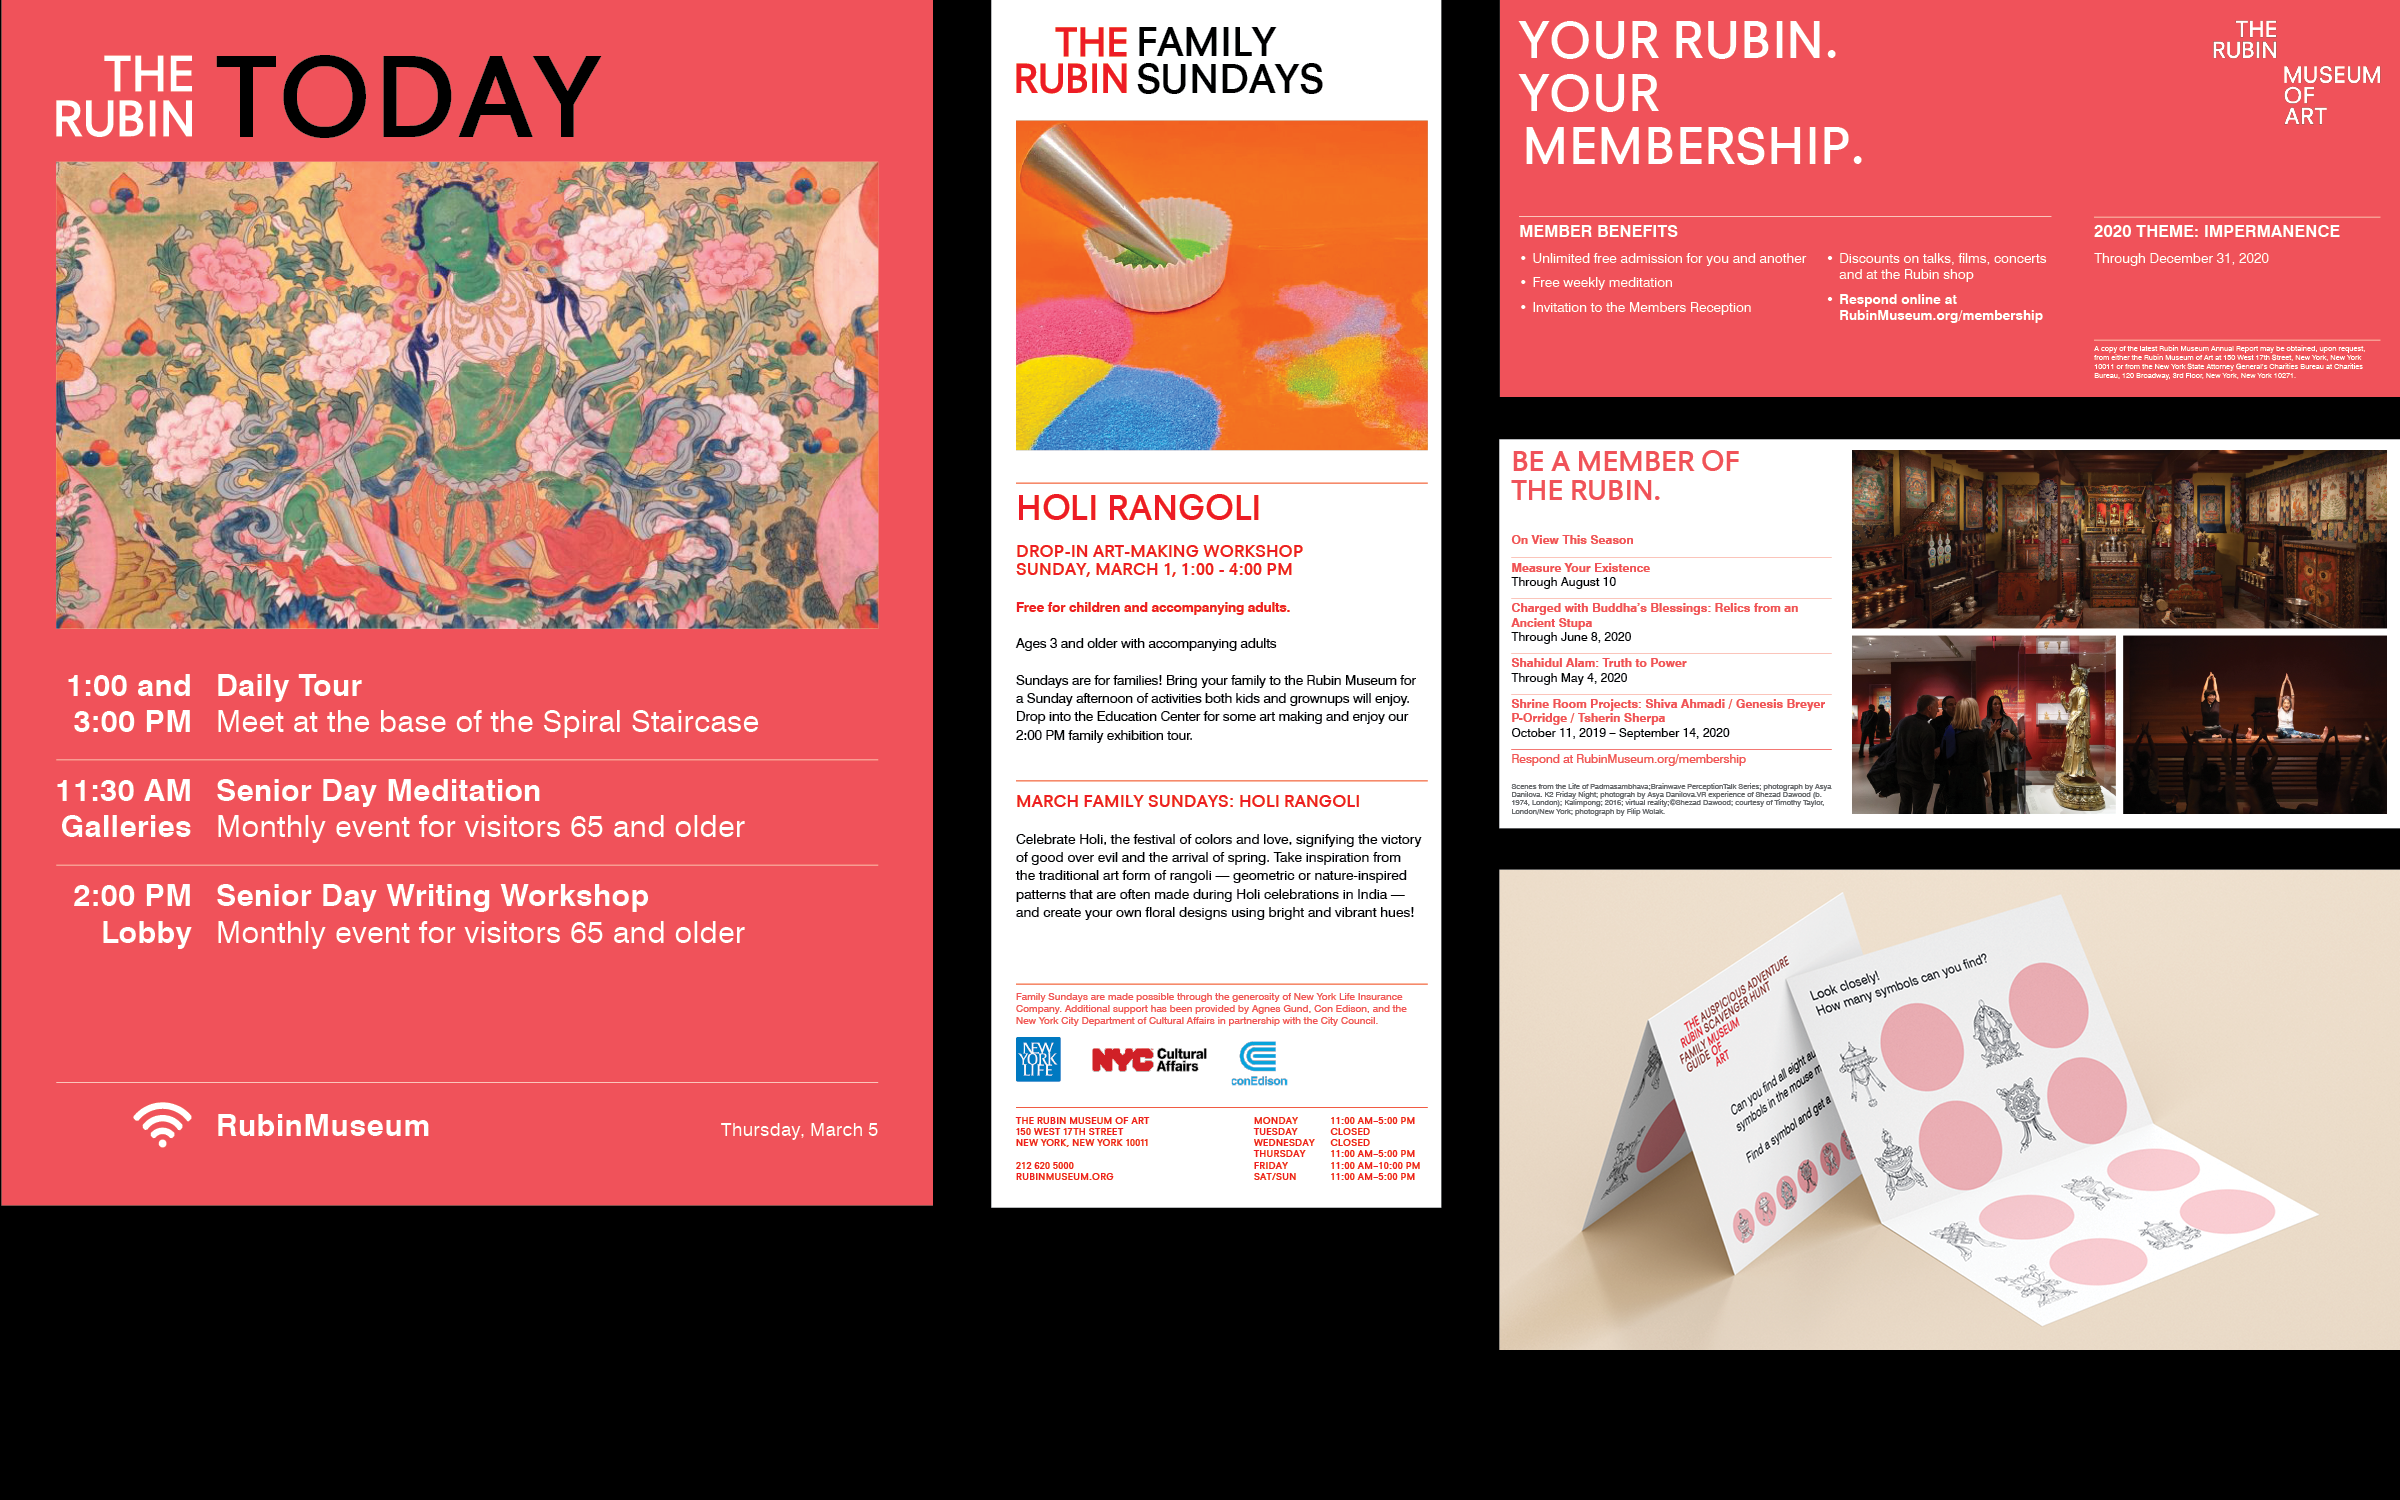 THE
RUBIN TODAY
1:00 and Daily Tour
3:00 PM Meet at the base of the Spiral Staircase
11:30 AM Senior Day Meditation
Galleries Monthly event for visitors 65 and older
2:00 PM Senior Day Writing Workshop
Lobby Monthly event for visitors 65 and older
RubinMuseum
Thursday, March 5
THE FAMILY
RUBIN SUNDAYS
HOLI RANGOLI
DROP-IN ART-MAKING WORKSHOP
SUNDAY, MARCH 1, 1:00 - 4:00 PM
Free for children and accompanying adults.
Ages 3 and older with accompanying adults
Sundays are for families! Bring your family to the Rubin Museum for
a Sunday afternoon of activities both kids and grownups will enjoy.
Drop into the Education Center for some art making and enjoy our
2:00 PM family exhibition tour.
MARCH FAMILY SUNDAYS: HOLI RANGOLI
Celebrate Holi, the festival of colors and love, signifying the victory
of good over evil and the arrival of spring. Take inspiration from
the traditional art form of rangoli — geometric or nature-inspired
patterns that are often made during Holi celebrations in India —
and create your own floral designs using bright and vibrant hues!
Family Sundays are made possible through the generosity of New York Life Insurance
Company. Additional support has been provided by Agnes Gund, Con Edison, and the
New York City Department of Cultural Affairs in partnership with the City Council.
NEW
YORK
LIFE
NYC Cultural
Affairs
conEdison
THE RUBIN MUSEUM OF ART
150 WEST 17TH STREET
NEW YORK, NEW YORK 10011
212 620 5000
RUBINMUSEUM.ORG
MONDAY 11:00 AM–5:00 PM
TUESDAY CLOSED
WEDNESDAY CLOSED
THURSDAY 11:00 AM–5:00 PM
FRIDAY 11:00 AM–10:00 PM
SAT/SUN 11:00 AM–5:00 PM
YOUR RUBIN.
YOUR
MEMBERSHIP.
THE
RUBIN
MUSEUM
OF
ART
MEMBER BENEFITS
• Unlimited free admission for you and another
• Free weekly meditation
• Invitation to the Members Reception
• Discounts on talks, films, concerts
and at the Rubin shop
• Respond online at
RubinMuseum.org/membership
2020 THEME: IMPERMANENCE
Through December 31, 2020
A copy of the latest Rubin Museum Annual Report may be obtained, upon request,
from either the Rubin Museum of Art at 150 West 17th Street, New York, New York
10011 or from the New York State Attorney General's Charities Bureau at Charities
Bureau, 120 Broadway, 3rd Floor, New York, New York 10271.
BE A MEMBER OF
THE RUBIN.
On View This Season
Measure Your Existence
Through August 10
Charged with Buddha's Blessings: Relics from an
Ancient Stupa
Through June 8, 2020
Shahidul Alam: Truth to Power
Through May 4, 2020
Shrine Room Projects: Shiva Ahmadi / Genesis Breyer
P-Orridge / Tsherin Sherpa
October 11, 2019 – September 14, 2020
Respond at RubinMuseum.org/membership
Scenes from the Life of Padmasambhava;Brainwave PerceptionTalk Series; photograph by Asya
Danilova. K2 Friday Night; photograph by Asya Danilova.VR experience of Shezad Dawood (b.
1974, London); Kalimpong; 2016; virtual reality;©Shezad Dawood; courtesy of Timothy Taylor,
London/New York; photograph by Filip Wolak.
THE AUSPICIOUS ADVENTURE
RUBIN SCAVENGER HUNT
FAMILY MUSEUM
GUIDE OF
ART
Can you find all eight au
symbols in the mouse m
Find a symbol and get a
Look closely!
How many symbols can you find?